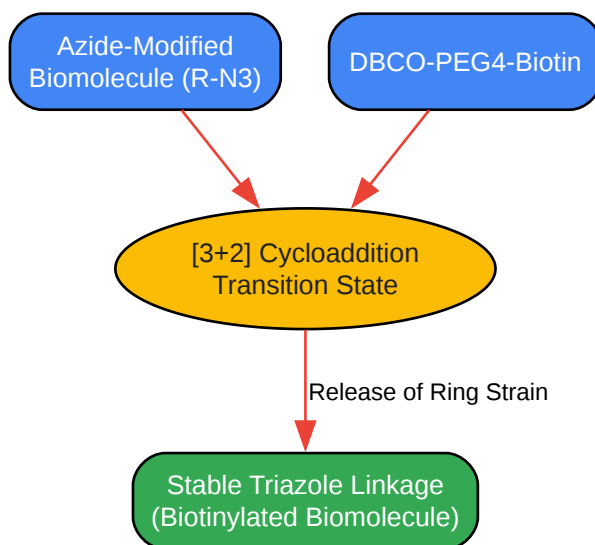 Azide-Modified
Biomolecule (R-N3)
DBCO-PEG4-Biotin
[3+2] Cycloaddition
Transition State
Release of Ring Strain
Stable Triazole Linkage
(Biotinylated Biomolecule)